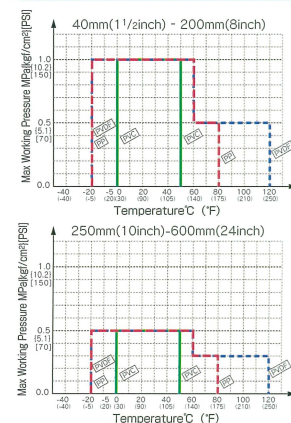 40mm(11/2inch) - 200mm(8inch)
Max Working Pressure MPa[kgf/cm²][PSI]
1.0
[10.2]
[150]
0.5
[5.1]
[70]
0.0
PVDF
PP
PVC
PVC
PP
PVDF
-40 -20 -5 0 20 40 60 80 100 120
(-40) (-5) (20)(30) (90) (105) (140) (175) (210) (250)
Temperature℃ (°F)
250mm(10inch)-600mm(24inch)
Max Working Pressure MPa[kgf/cm²][PSI]
1.0
[10.2]
[150]
0.5
[5.1]
[70]
0.0
PVDF
PP
PVC
PVC
PP
PVDF
-40 -20 -5 0 20 40 60 80 100 120
(-40) (-5) (20)(30) (90) (105) (140) (175) (210) (250)
Temperature℃ (°F)